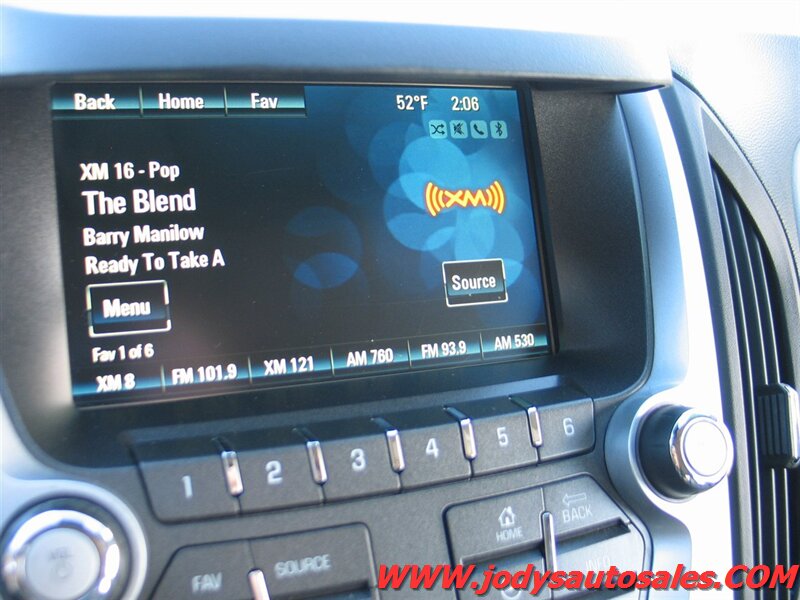 Back Home Fav 52°F 2:06
XM 16 - Pop
The Blend
XM
Barry Manilow
Ready To Take A
Menu
Source
Fav 1 of 6
XM 8 FM 101.9 XM 121 AM 760 FM 93.9 AM 530
1 2 3 4 5 6
HOME
BACK
FAV
SOURCE
INFO
VOL
www.jodysautosales.COM